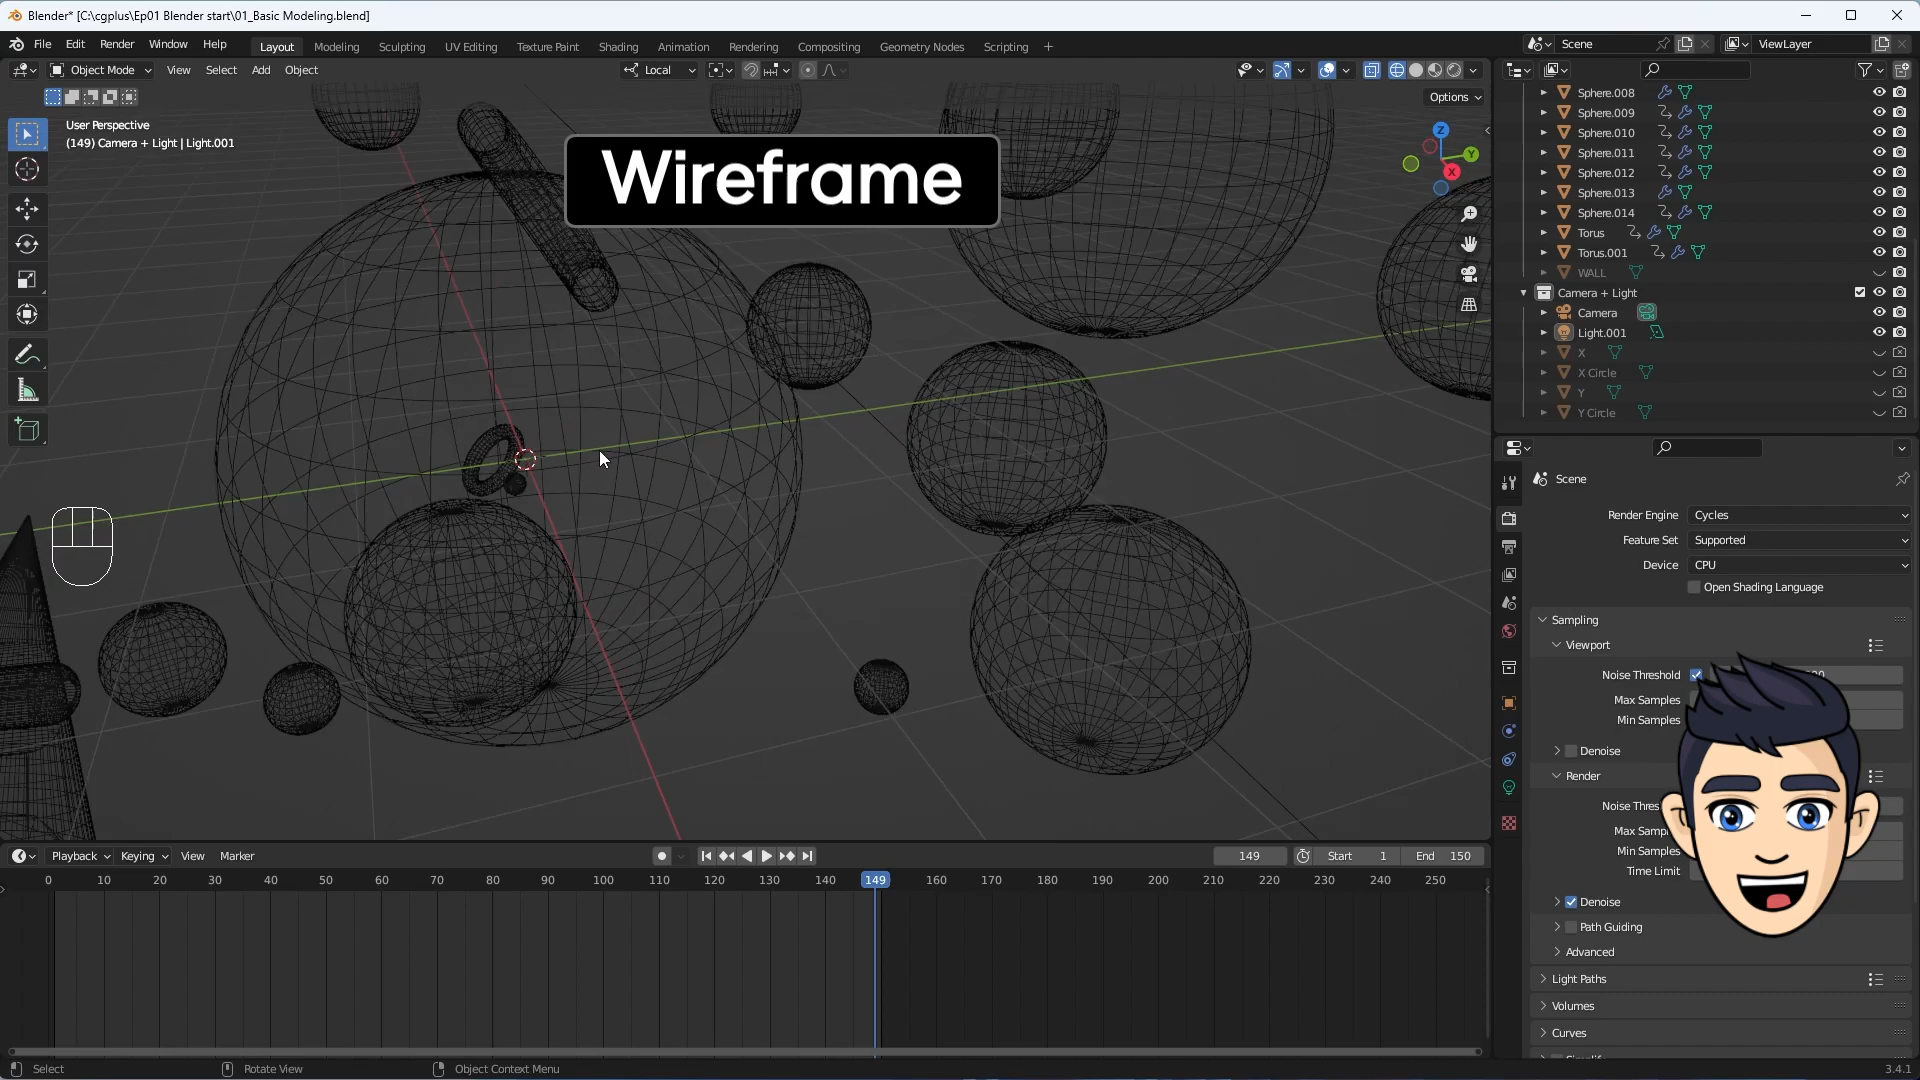 Blender* [C:\cgplus\Ep01 Blender start\01_Basic Modeling.blend]
File Edit Render Window Help Layout Modeling Sculpting UV Editing Texture Paint Shading Animation Rendering Compositing Geometry Nodes Scripting + Scene ViewLayer
Object Mode View Select Add Object Local
Options
User Perspective
(149) Camera + Light | Light.001
Wireframe
Z
Y
X
Sphere.008
Sphere.009
Sphere.010
Sphere.011
Sphere.012
Sphere.013
Sphere.014
Torus
Torus.001
WALL
Camera + Light
Camera
Light.001
X
X Circle
Y
Y Circle
Scene
Render Engine Cycles
Feature Set Supported
Device CPU
Open Shading Language
Sampling
Viewport
Noise Threshold
Max Samples
Min Samples
Denoise
Render
Noise Thres
Max Samp
Min Samples
Time Limit
Denoise
Path Guiding
Advanced
Light Paths
Volumes
Curves
Playback Keying View Marker 149 Start 1 End 150
0 10 20 30 40 50 60 70 80 90 100 110 120 130 140 149 160 170 180 190 200 210 220 230 240 250
Select Rotate View Object Context Menu 3.4.1